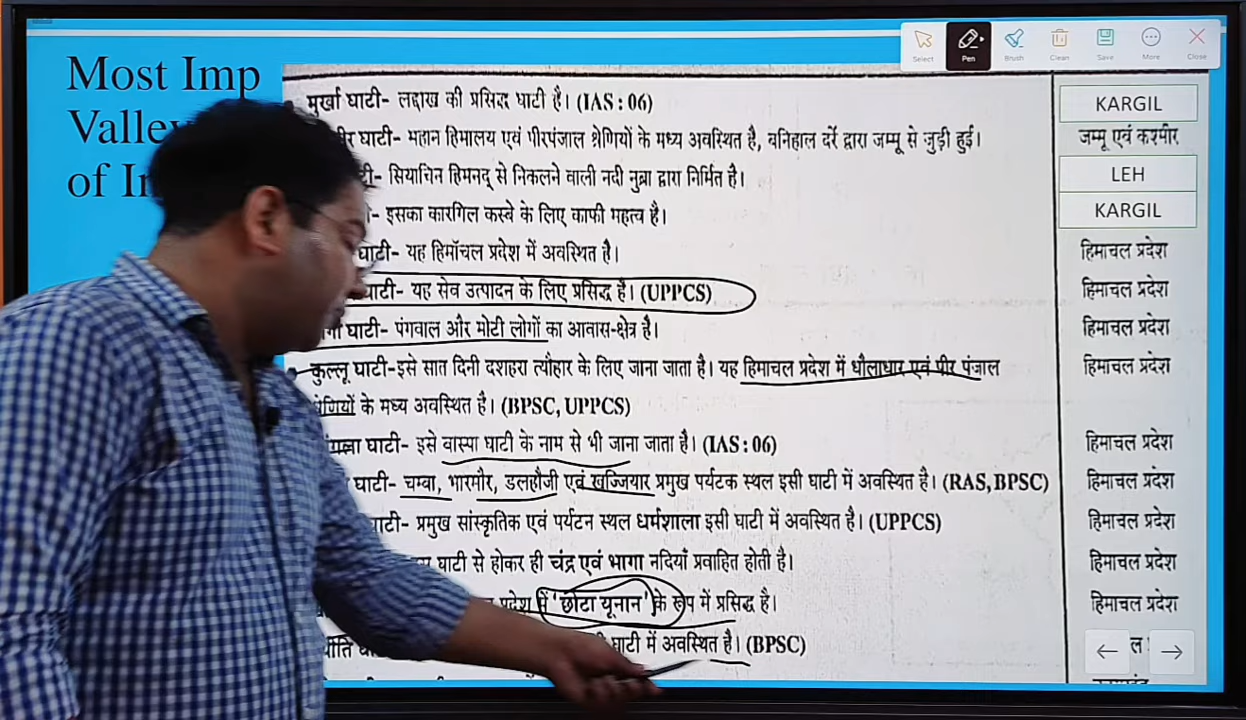 Most Imp
Valle
of I
Select
Pen
Brush
Clean
Save
More
Close
मुर्खा घाटी- लद्दाख की प्रसिद्ध घाटी है। (IAS : 06)
KARGIL
घाटी- महान हिमालय एवं पीरपंजाल श्रेणियों के मध्य अवस्थित है, बनिहाल दर्रे द्वारा जम्मू से जुड़ी हुई।
जम्मू एवं कश्मीर
सियाचिन हिमनद् से निकलने वाली नदी नुब्रा द्वारा निर्मित है।
LEH
इसका कारगिल कस्बे के लिए काफी महत्व है।
KARGIL
घाटी- यह हिमाॅचल प्रदेश में अवस्थित है।
हिमाचल प्रदेश
घाटी- यह सेव उत्पादन के लिए प्रसिद्ध है। (UPPCS)
हिमाचल प्रदेश
घाटी- पंगवाल और मोटी लोगों का आवास-क्षेत्र है।
हिमाचल प्रदेश
कुल्लू घाटी-इसे सात दिनी दशहरा त्यौहार के लिए जाना जाता है। यह हिमाचल प्रदेश में धौलाधार एवं पीर पंजाल
हिमाचल प्रदेश
श्रेणियों के मध्य अवस्थित है। (BPSC, UPPCS)
घाटी- इसे वास्पा घाटी के नाम से भी जाना जाता है। (IAS : 06)
हिमाचल प्रदेश
घाटी- चम्बा, भारमौर, डलहौजी एवं खज्जियार प्रमुख पर्यटक स्थल इसी घाटी में अवस्थित है। (RAS, BPSC)
हिमाचल प्रदेश
घाटी- प्रमुख सांस्कृतिक एवं पर्यटन स्थल धर्मशाला इसी घाटी में अवस्थित है। (UPPCS)
हिमाचल प्रदेश
घाटी से होकर ही चंद्र एवं भागा नदियाँ प्रवाहित होती है।
हिमाचल प्रदेश
प्रदेश में 'छोटा यूनान' के रूप में प्रसिद्ध है।
हिमाचल प्रदेश
घाटी में अवस्थित है। (BPSC)